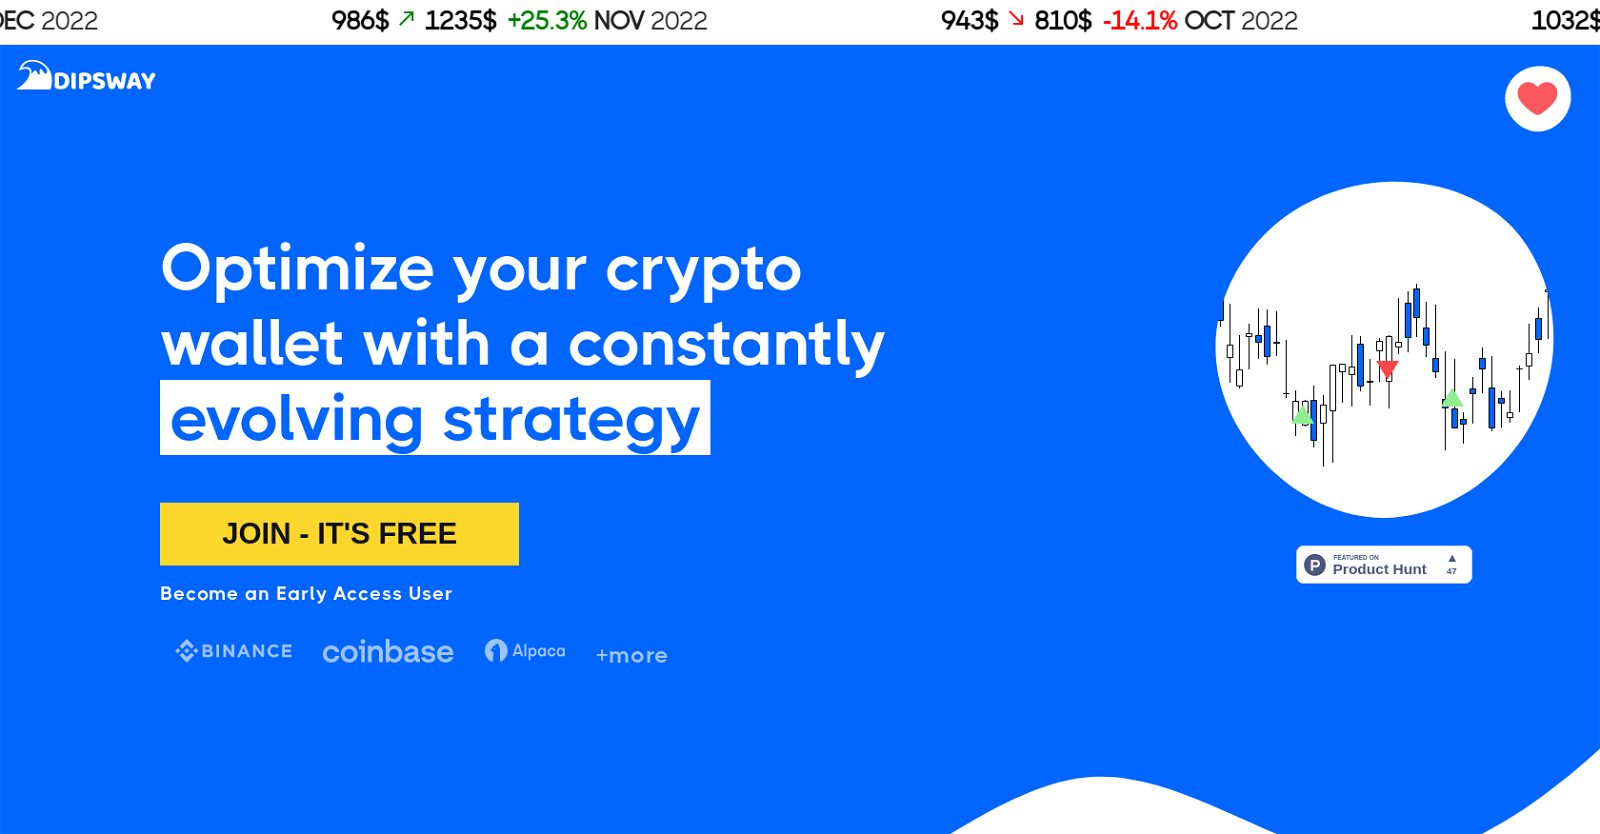 DEC 2022
986$ ↗ 1235$ +25.3% NOV 2022
943$ ↘ 810$ -14.1% OCT 2022
1032$
DIPSWAY
Optimize your crypto
wallet with a constantly
evolving strategy
JOIN - IT'S FREE
Become an Early Access User
BINANCE
coinbase
Alpaca
+more
P
FEATURED ON
Product Hunt
▲
47